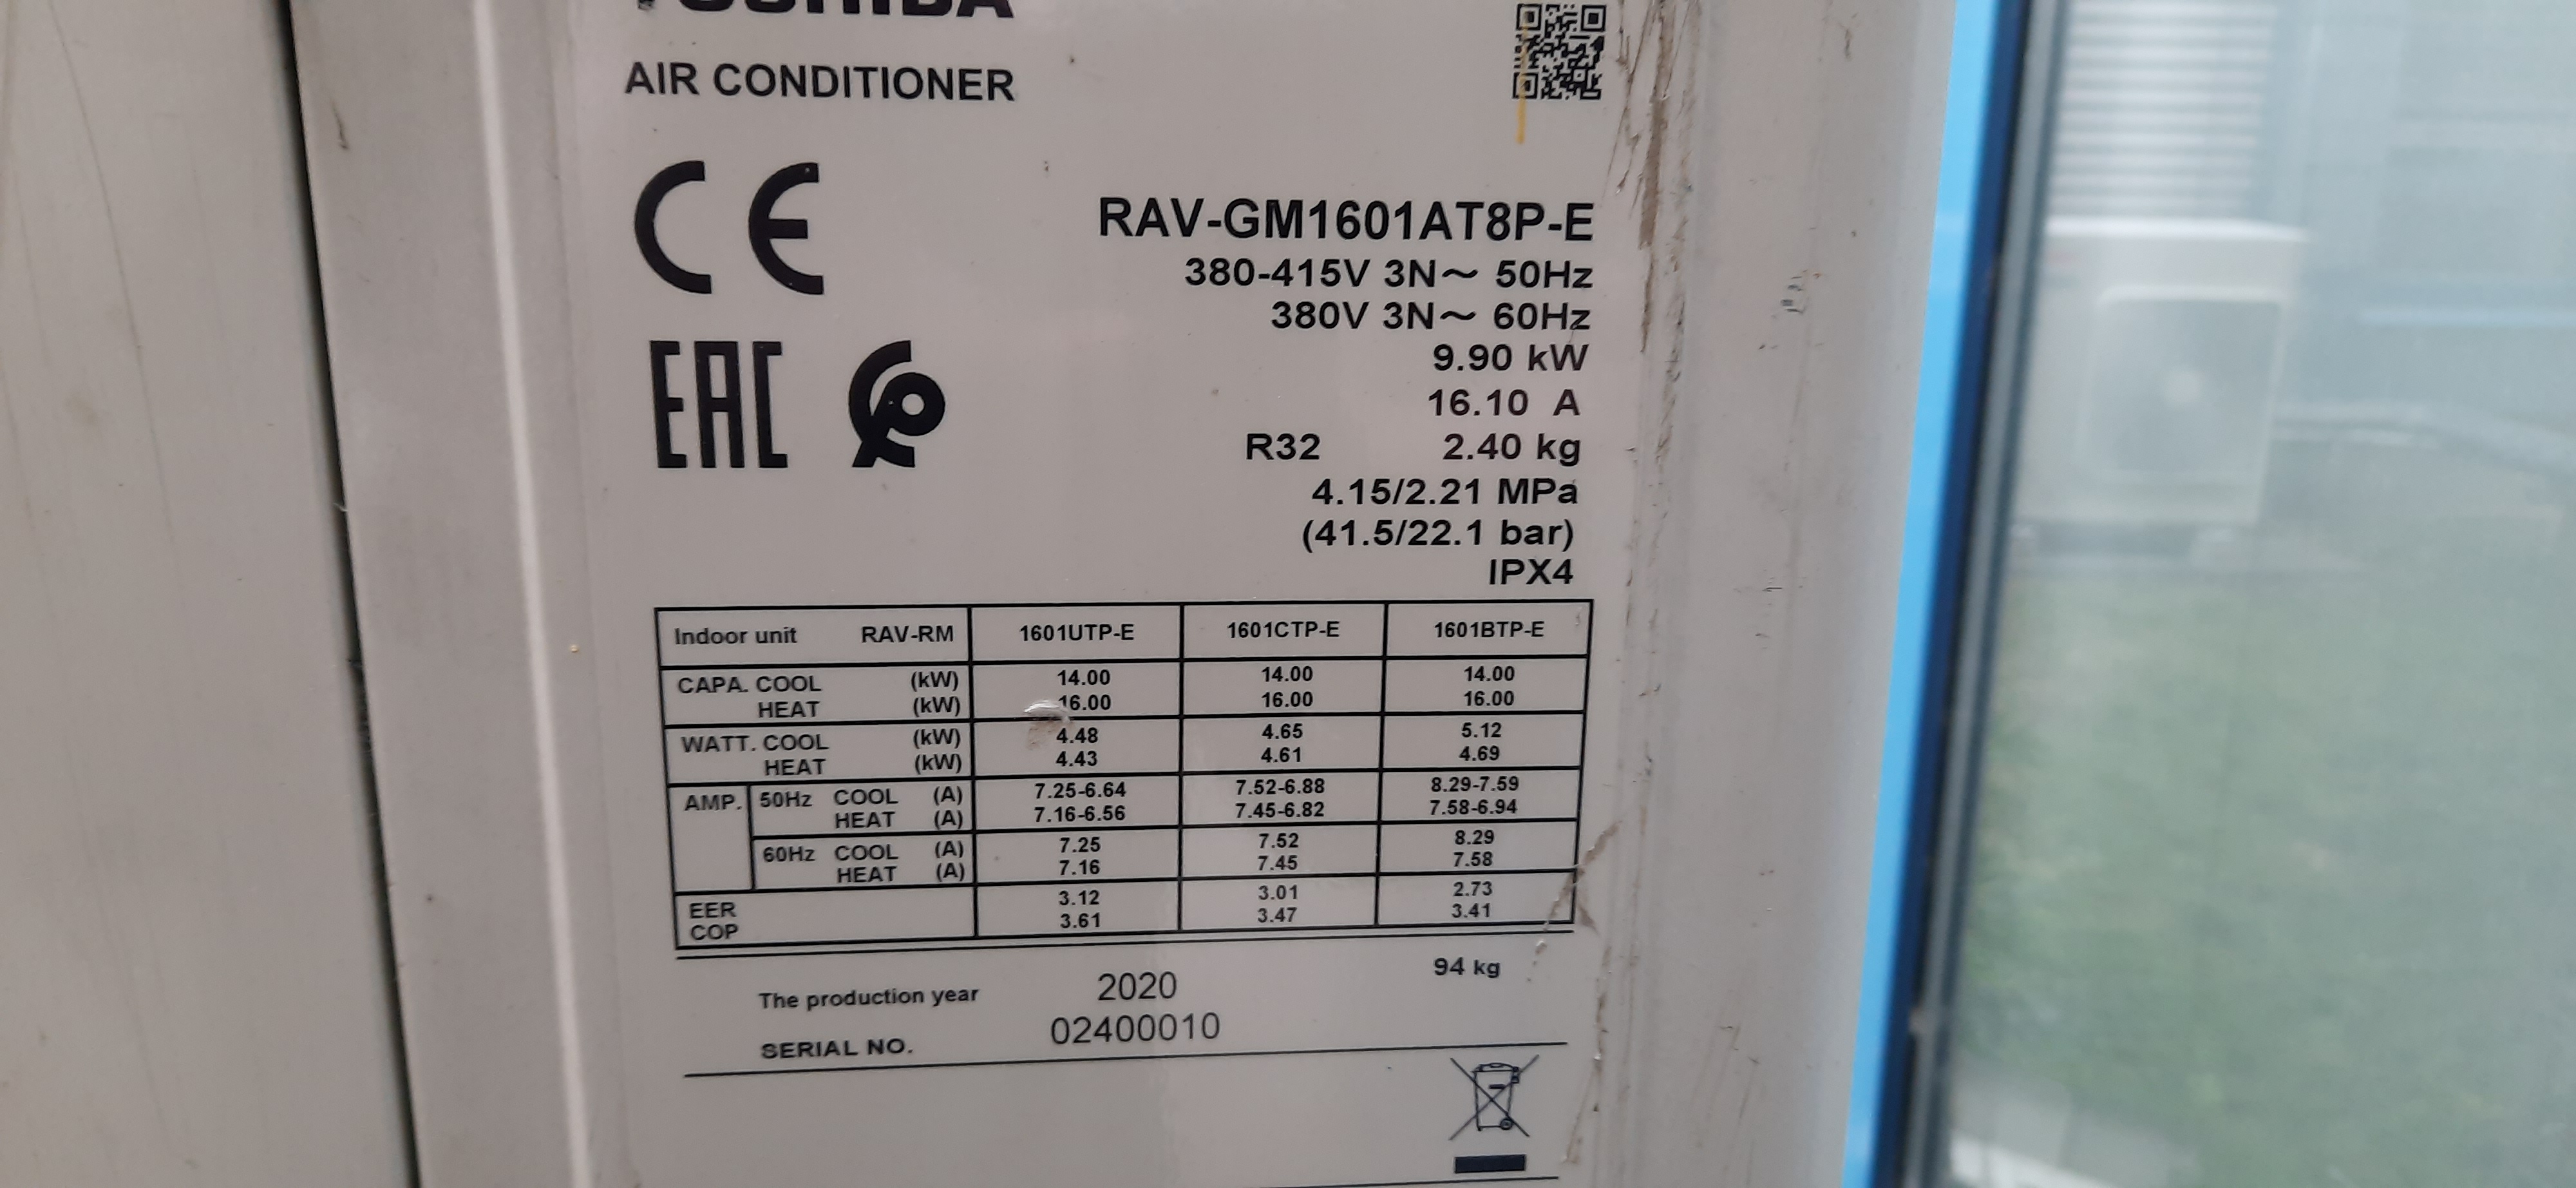 TOSHIBA
AIR CONDITIONER
CE
EAC
RAV-GM1601AT8P-E
380-415V 3N～ 50Hz
380V 3N～ 60Hz
9.90 kW
16.10 A
R32 2.40 kg
4.15/2.21 MPa
(41.5/22.1 bar)
IPX4
Indoor unit RAV-RM 1601UTP-E 1601CTP-E 1601BTP-E
CAPA. COOL (kW) 14.00 14.00 14.00
HEAT (kW) 16.00 16.00 16.00
WATT. COOL (kW) 4.48 4.65 5.12
HEAT (kW) 4.43 4.61 4.69
AMP. 50Hz COOL (A) 7.25-6.64 7.52-6.88 8.29-7.59
HEAT (A) 7.16-6.56 7.45-6.82 7.58-6.94
60Hz COOL (A) 7.25 7.52 8.29
HEAT (A) 7.16 7.45 7.58
EER 3.12 3.01 2.73
COP 3.61 3.47 3.41
94 kg
The production year 2020
SERIAL NO. 02400010